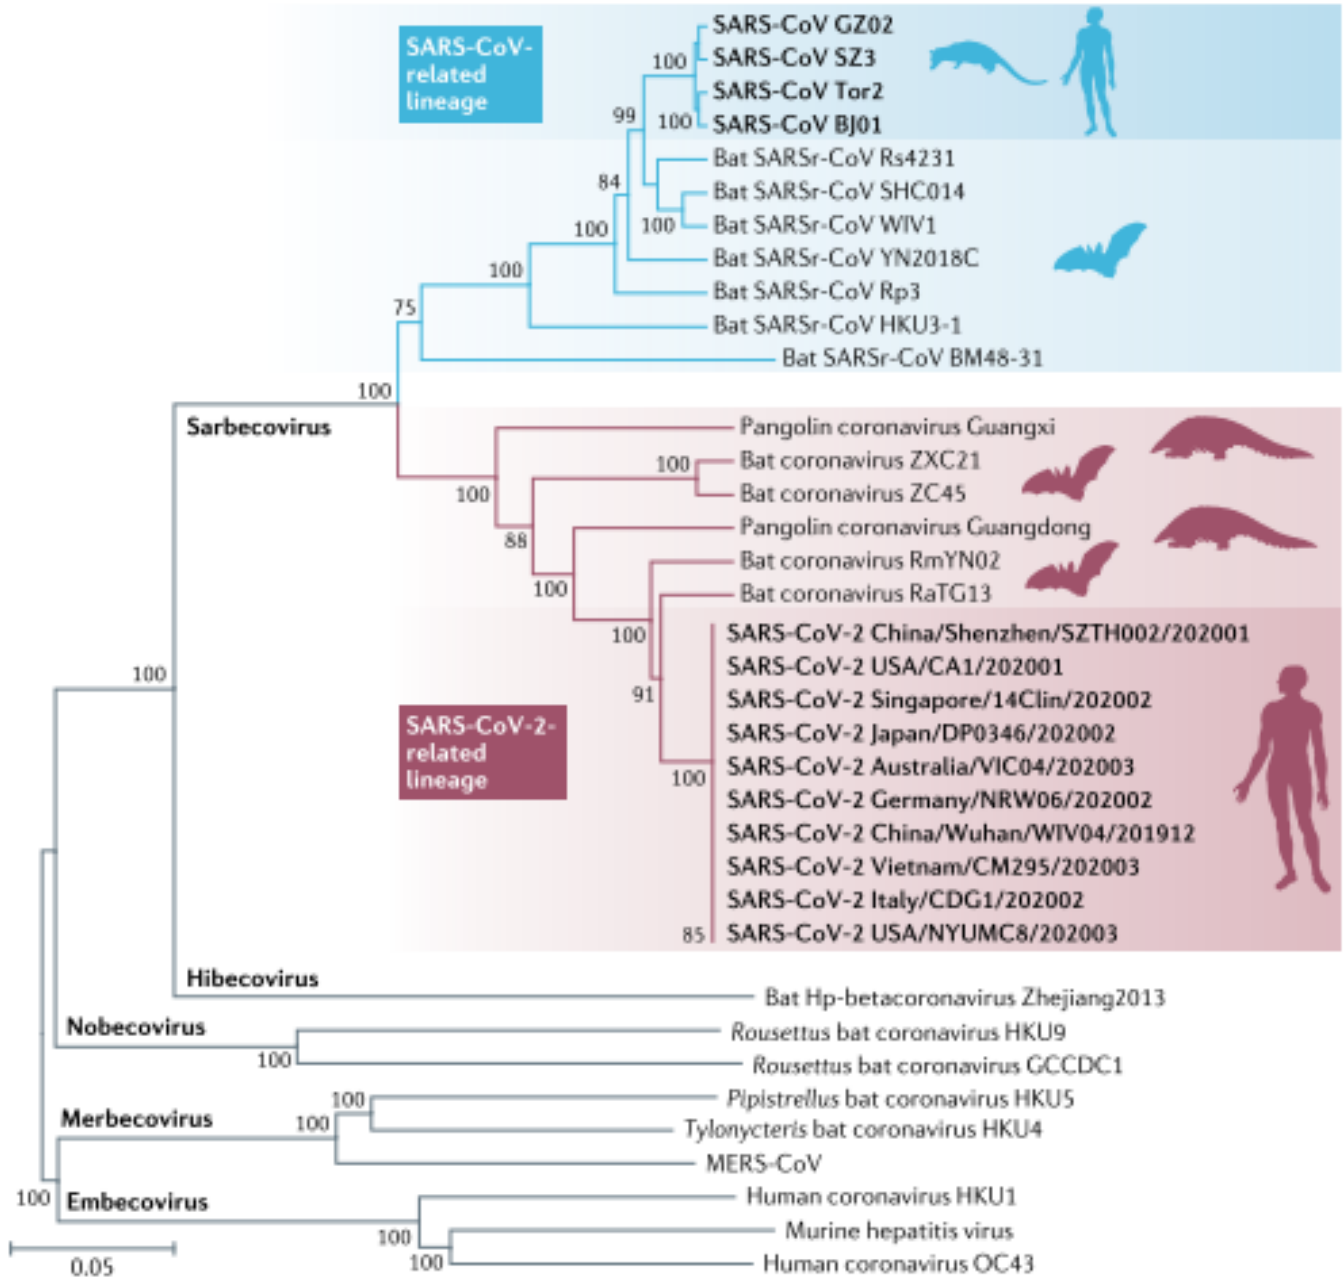 SARS-CoV-
related
lineage
SARS-CoV GZ02
SARS-CoV SZ3
100
SARS-CoV Tor2
99
100
SARS-CoV BJ01
Bat SARSr-CoV Rs4231
84
Bat SARSr-CoV SHC014
100
100
Bat SARSr-CoV WIV1
Bat SARSr-CoV YN2018C
100
Bat SARSr-CoV Rp3
75
Bat SARSr-CoV HKU3-1
Bat SARSr-CoV BM48-31
100
Sarbecovirus
Pangolin coronavirus Guangxi
100
Bat coronavirus ZXC21
100
Bat coronavirus ZC45
Pangolin coronavirus Guangdong
88
Bat coronavirus RmYN02
100
Bat coronavirus RaTG13
100
SARS-CoV-2 China/Shenzhen/SZTH002/202001
SARS-CoV-2 USA/CA1/202001
100
91
SARS-CoV-2 Singapore/14Clin/202002
SARS-CoV-2-
related
lineage
SARS-CoV-2 Japan/DP0346/202002
SARS-CoV-2 Australia/VIC04/202003
100
SARS-CoV-2 Germany/NRW06/202002
SARS-CoV-2 China/Wuhan/WIV04/201912
SARS-CoV-2 Vietnam/CM295/202003
SARS-CoV-2 Italy/CDG1/202002
85
SARS-CoV-2 USA/NYUMC8/202003
Hibecovirus
Bat Hp-betacoronavirus Zhejiang2013
Nobecovirus
Rousettus bat coronavirus HKU9
100
Rousettus bat coronavirus GCCDC1
100
Pipistrellus bat coronavirus HKU5
Merbecovirus
100
Tylonycteris bat coronavirus HKU4
MERS-CoV
100
Embecovirus
Human coronavirus HKU1
100
Murine hepatitis virus
100
Human coronavirus OC43
0.05